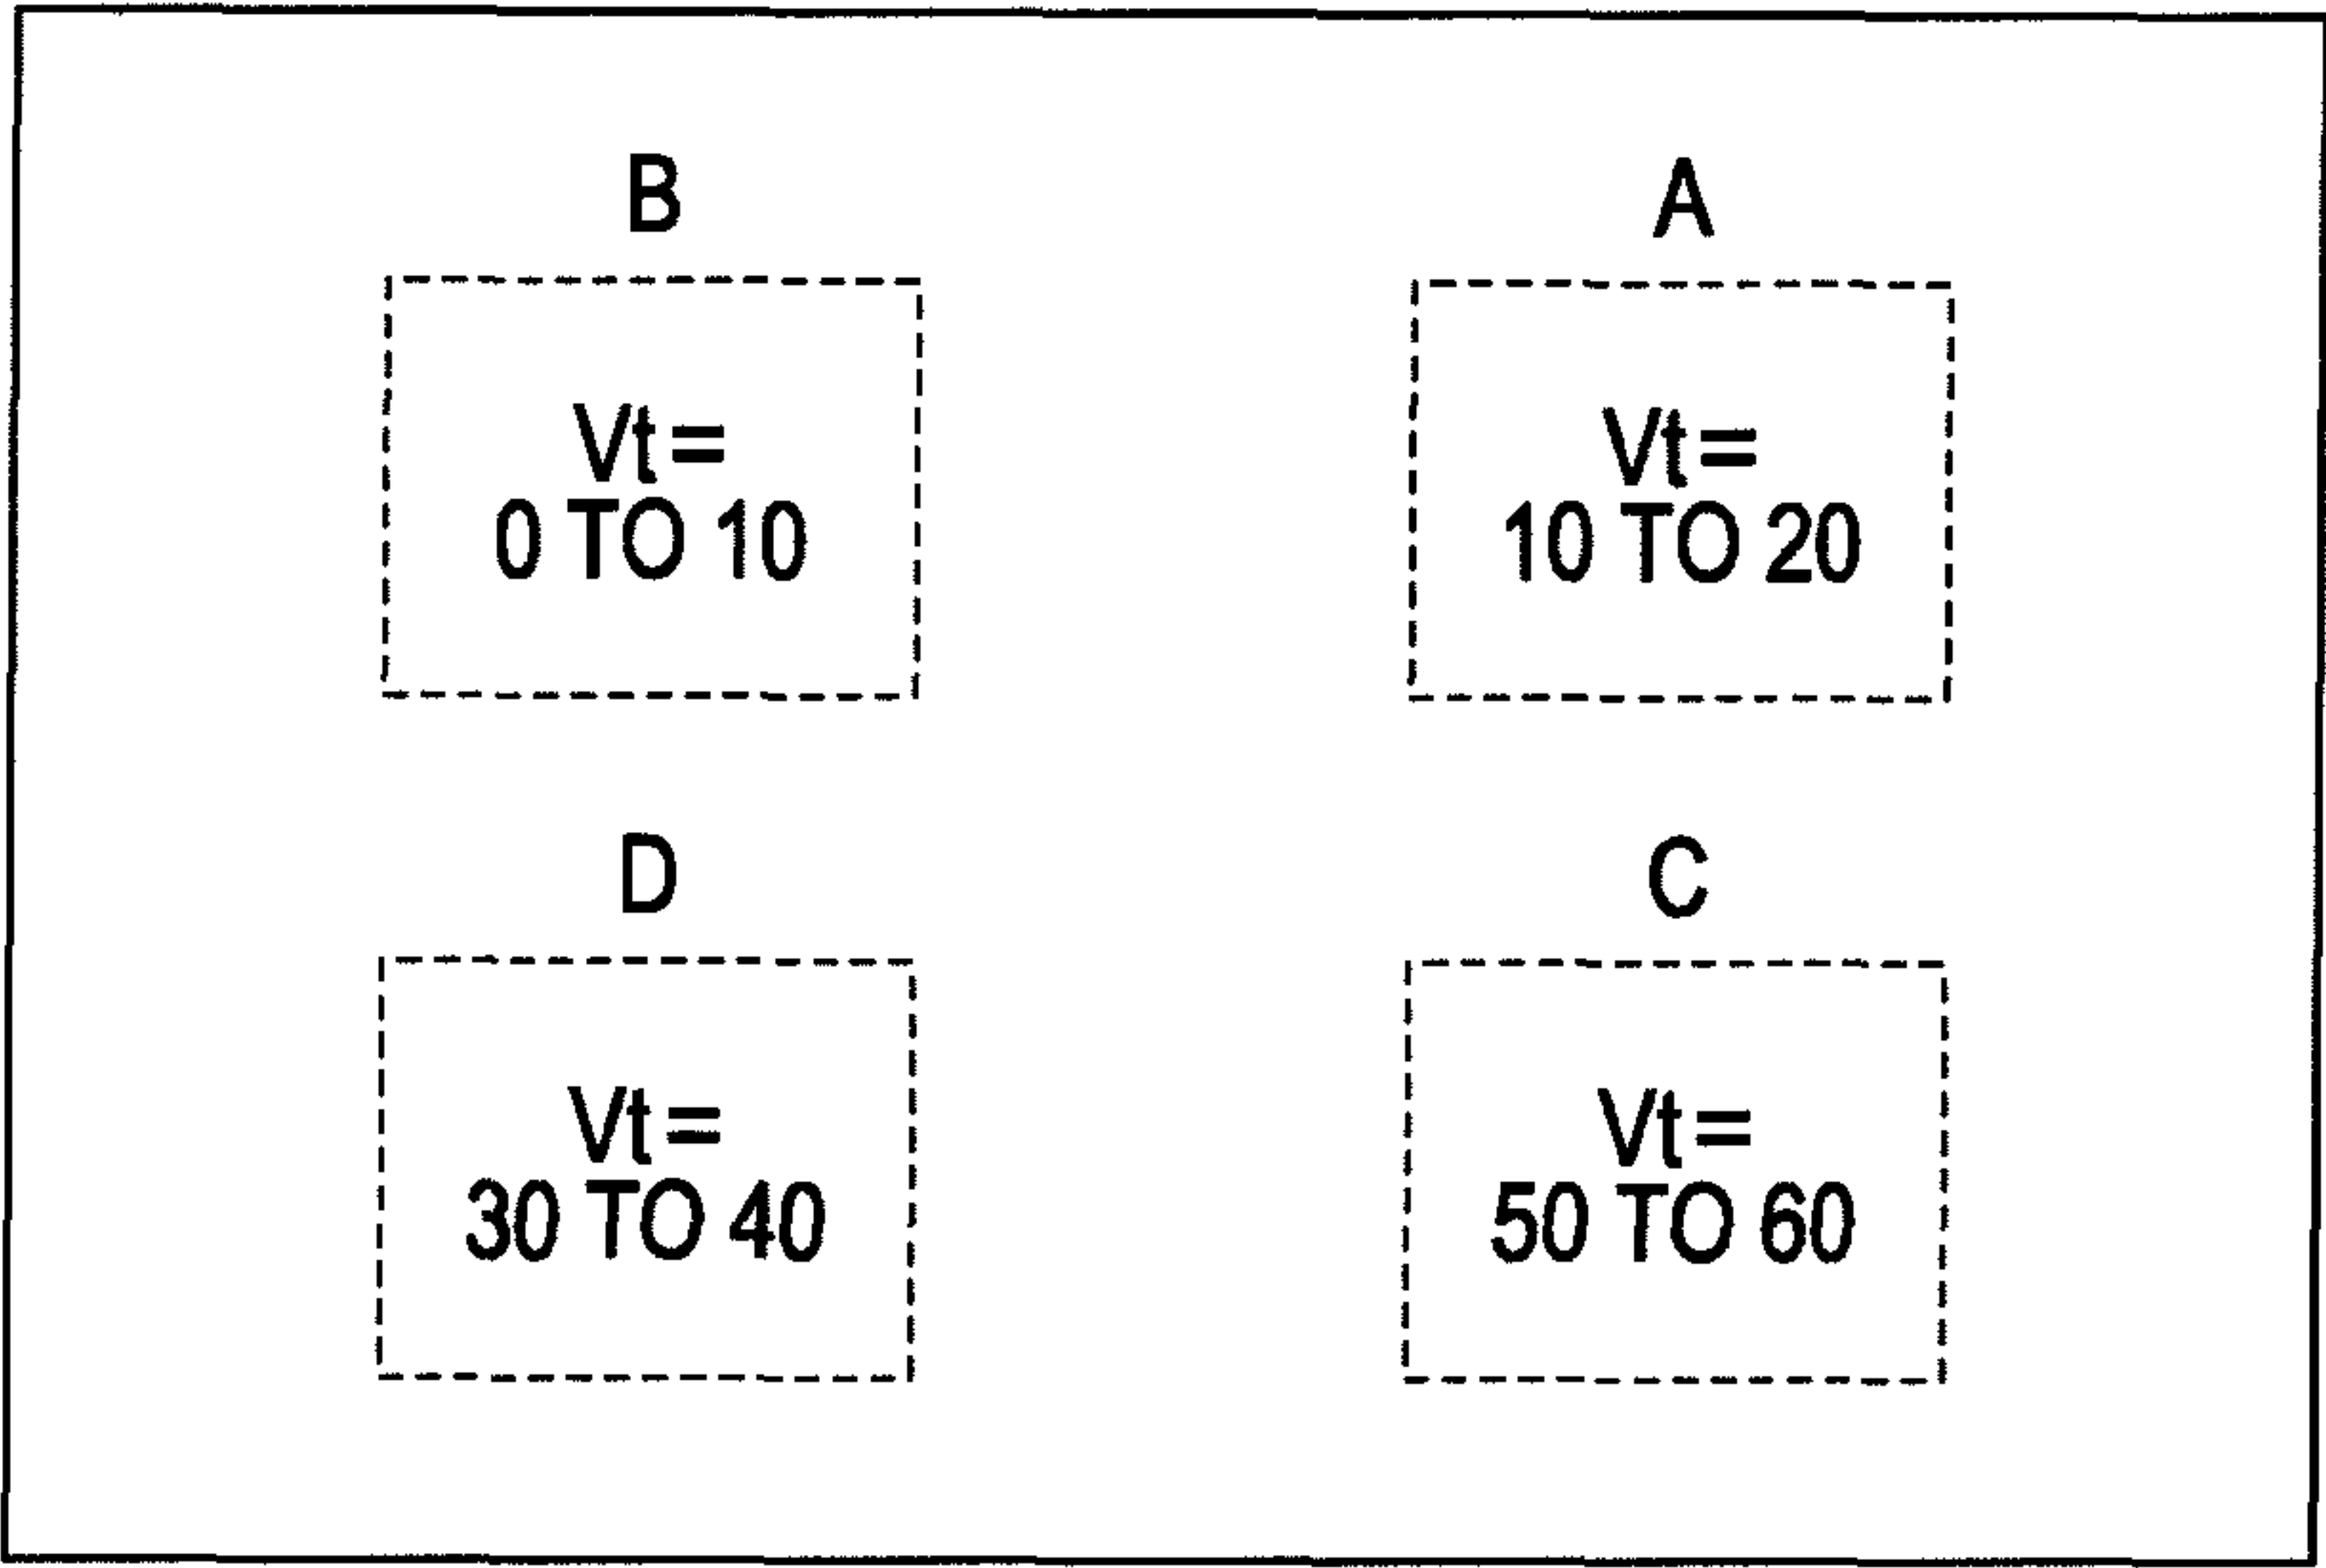 B
Vt =
0 TO 10
A
Vt =
10 TO 20
D
Vt =
30 TO 40
C
Vt =
50 TO 60